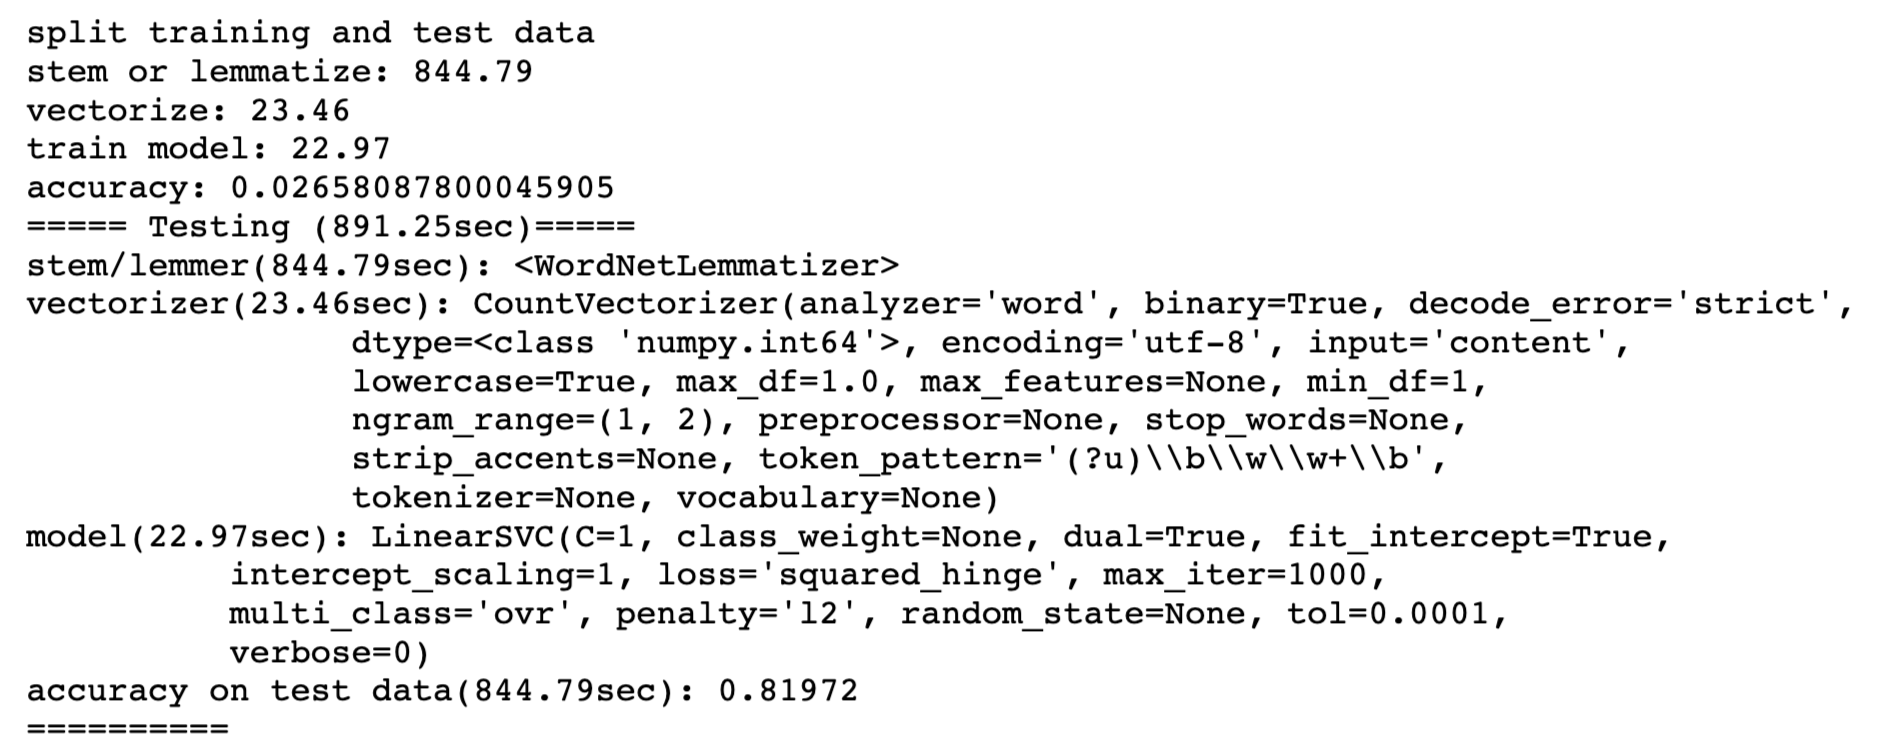 split training and test data
stem or lemmatize: 844.79
vectorize: 23.46
train model: 22.97
accuracy: 0.02658087800045905
===== Testing (891.25sec)=====
stem/lemmer(844.79sec): <WordNetLemmatizer>
vectorizer(23.46sec): CountVectorizer(analyzer='word', binary=True, decode_error='strict',
                dtype=<class 'numpy.int64'>, encoding='utf-8', input='content',
                lowercase=True, max_df=1.0, max_features=None, min_df=1,
                ngram_range=(1, 2), preprocessor=None, stop_words=None,
                strip_accents=None, token_pattern='(?u)\\b\\w\\w+\\b',
                tokenizer=None, vocabulary=None)
model(22.97sec): LinearSVC(C=1, class_weight=None, dual=True, fit_intercept=True,
          intercept_scaling=1, loss='squared_hinge', max_iter=1000,
          multi_class='ovr', penalty='l2', random_state=None, tol=0.0001,
          verbose=0)
accuracy on test data(844.79sec): 0.81972
==========